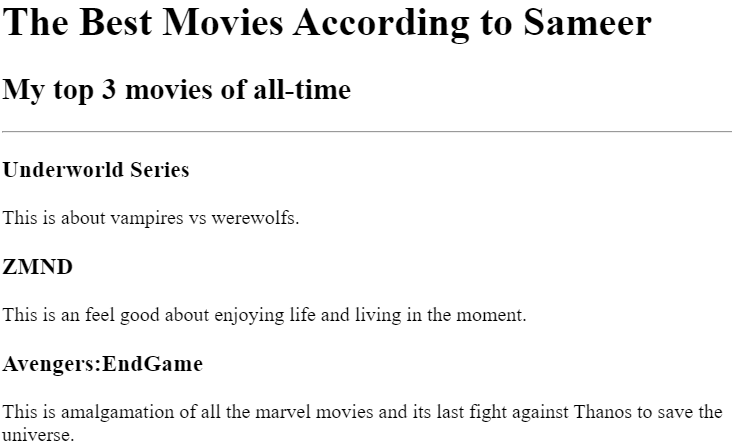 The Best Movies According to Sameer
My top 3 movies of all-time
Underworld Series
This is about vampires vs werewolfs.
ZMND
This is an feel good about enjoying life and living in the moment.
Avengers:EndGame
This is amalgamation of all the marvel movies and its last fight against Thanos to save the
universe.